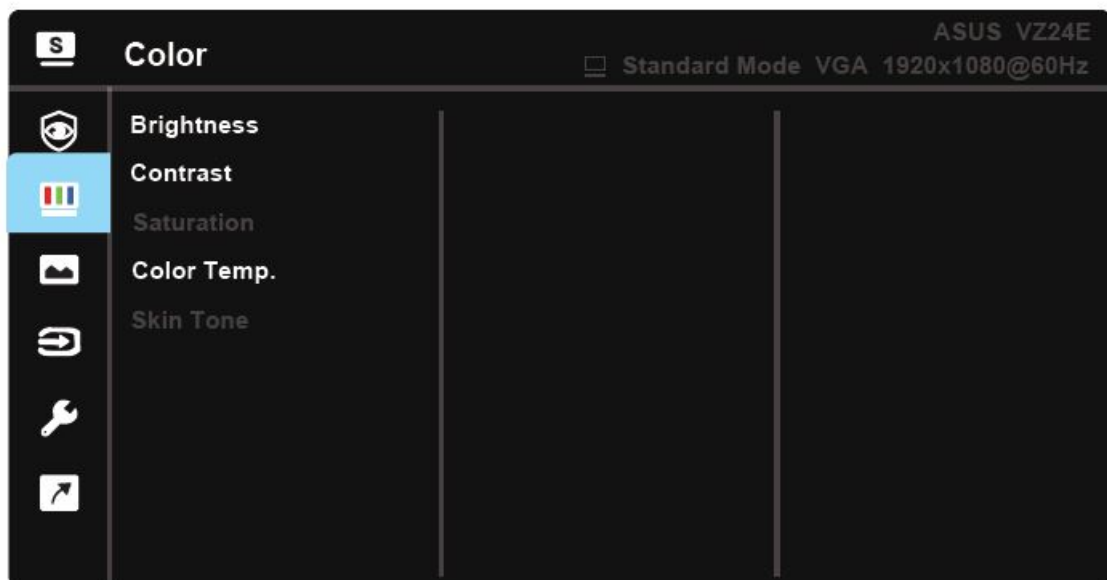 S
Color
ASUS VZ24E
Standard Mode VGA 1920x1080@60Hz
Brightness
Contrast
Saturation
Color Temp.
Skin Tone